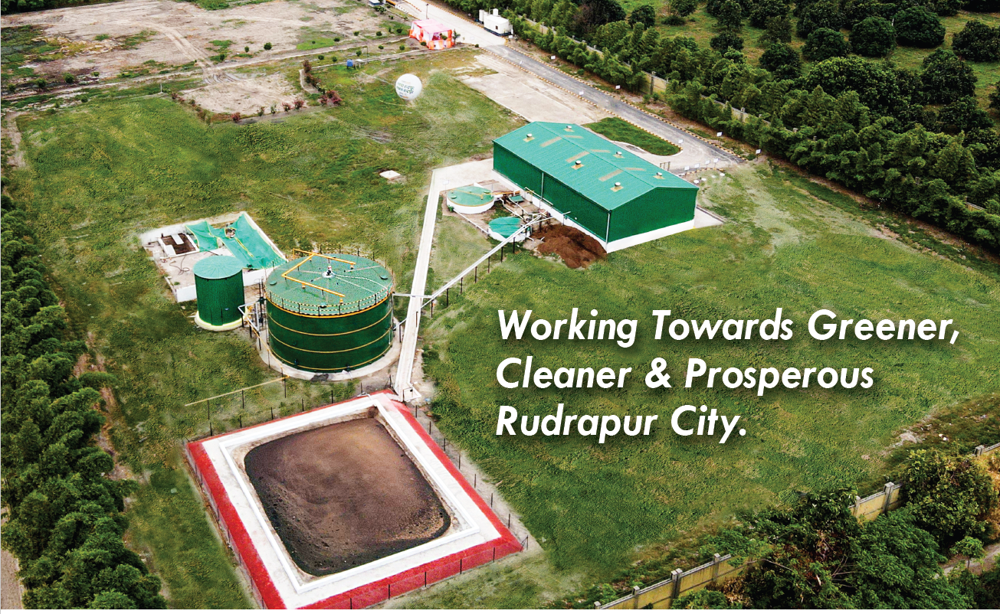 Working Towards Greener,
Cleaner & Prosperous
Rudrapur City.